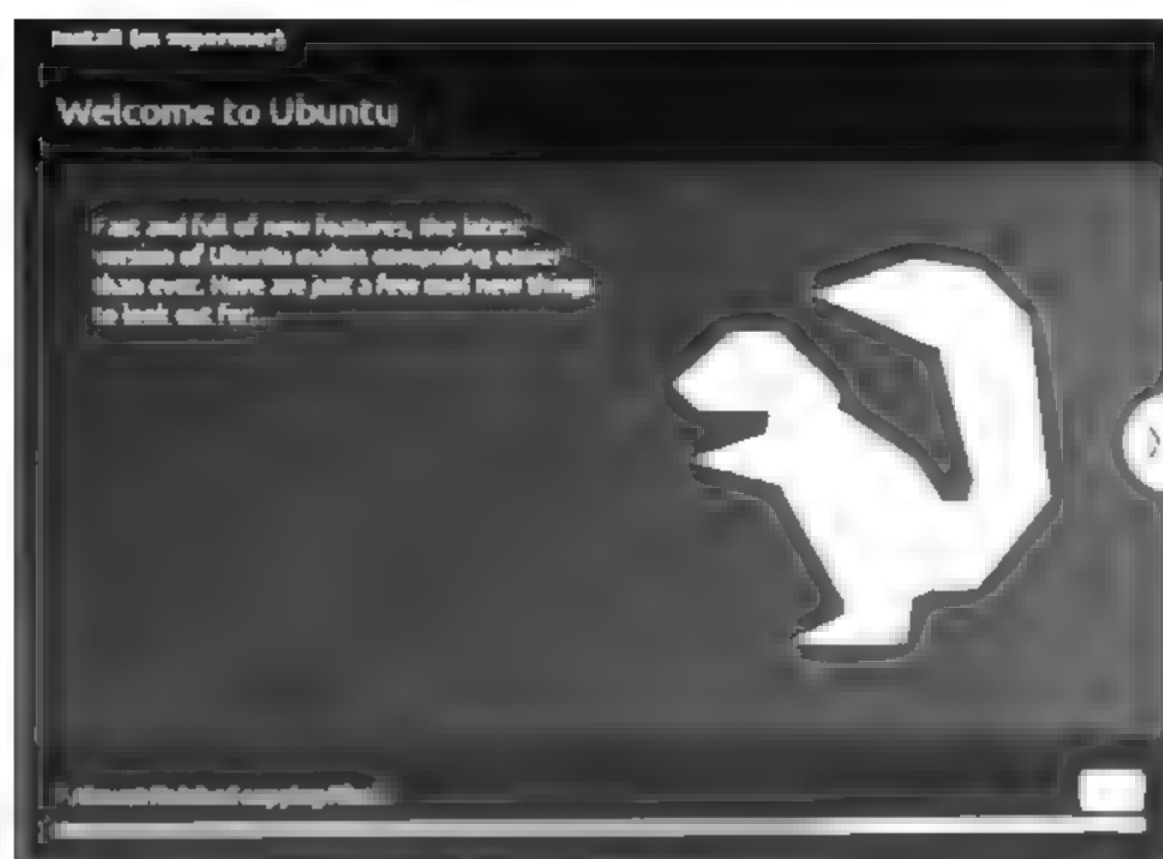 Install (as superuser)
Welcome to Ubuntu
Fast and full of new features, the latest
version of Ubuntu makes computing easier
than ever. Here are just a few cool new things
to look out for...